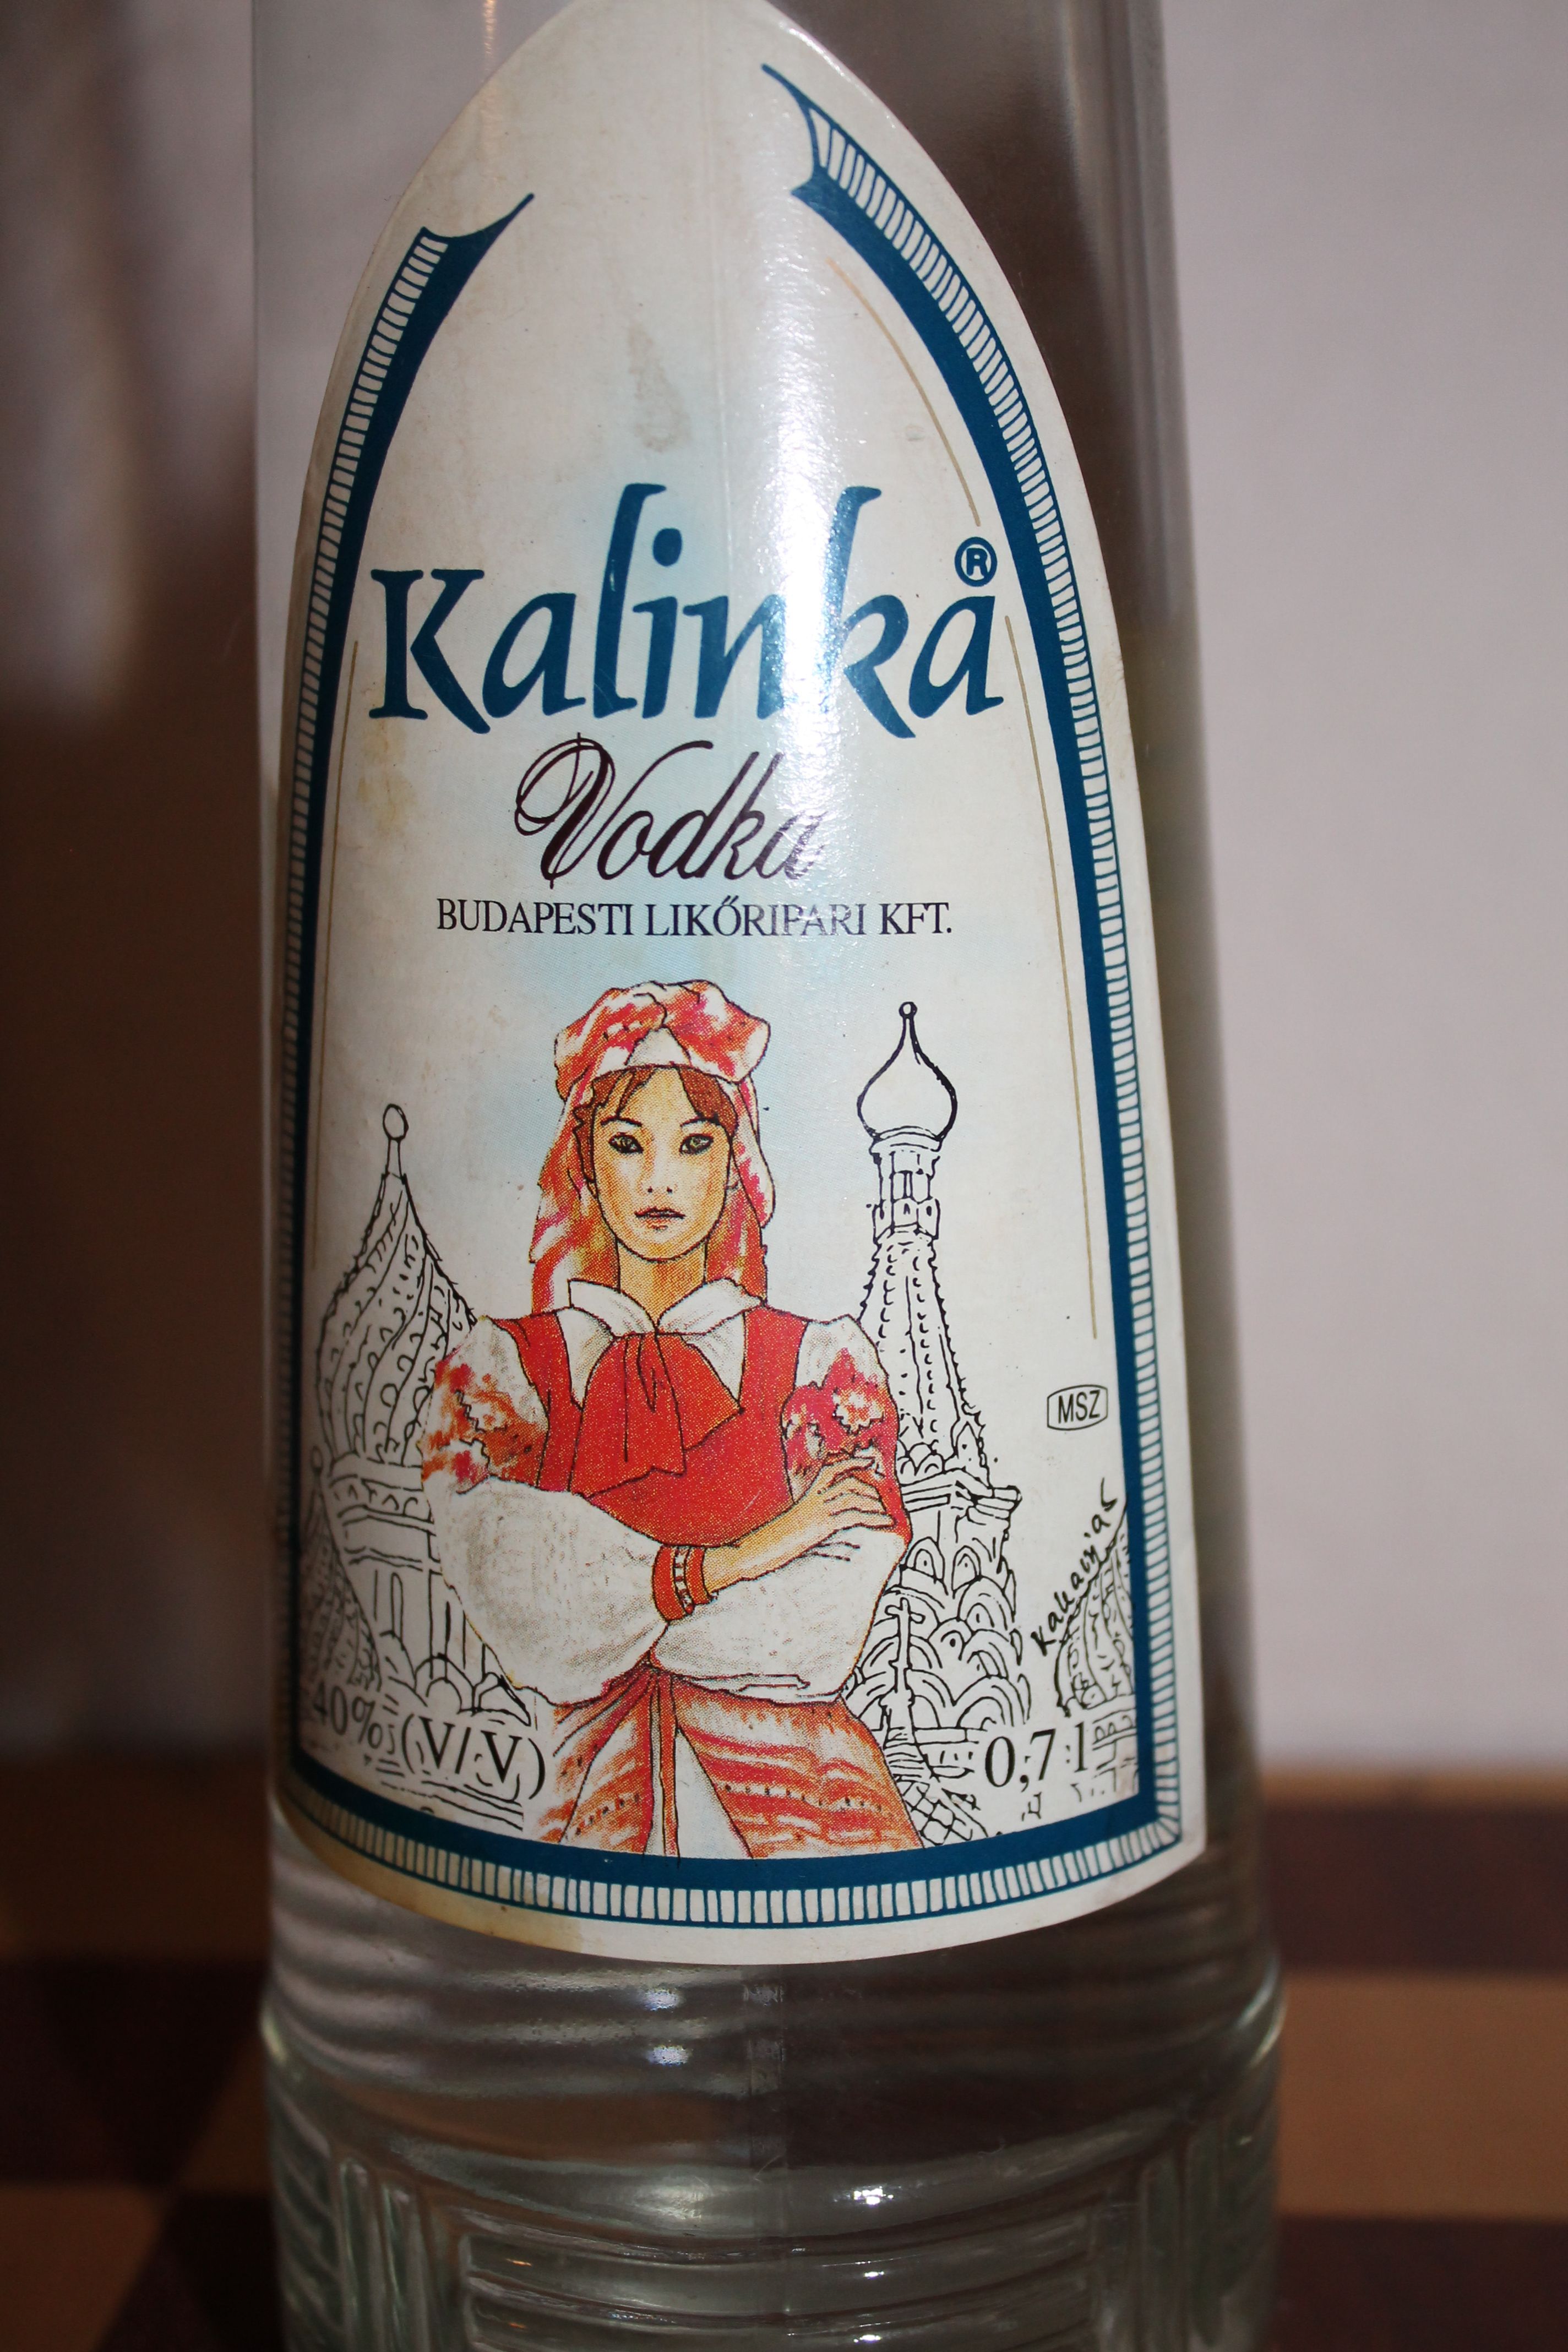 Kalinka®
Vodka
BUDAPESTI LIKŐRIPARI KFT.
MSZ
40% (V/V)
0,7 l